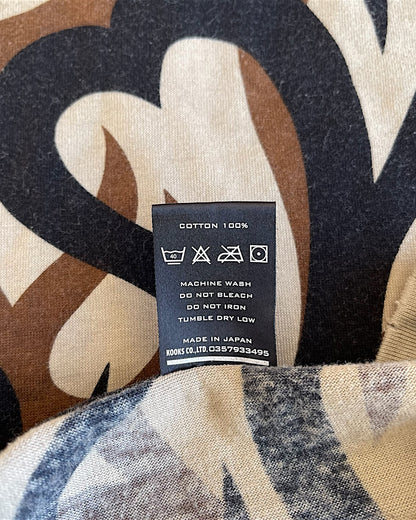 COTTON 100%
40
MACHINE WASH
DO NOT BLEACH
DO NOT IRON
TUMBLE DRY LOW
MADE IN JAPAN
KOOKS CO.,LTD.0357933495